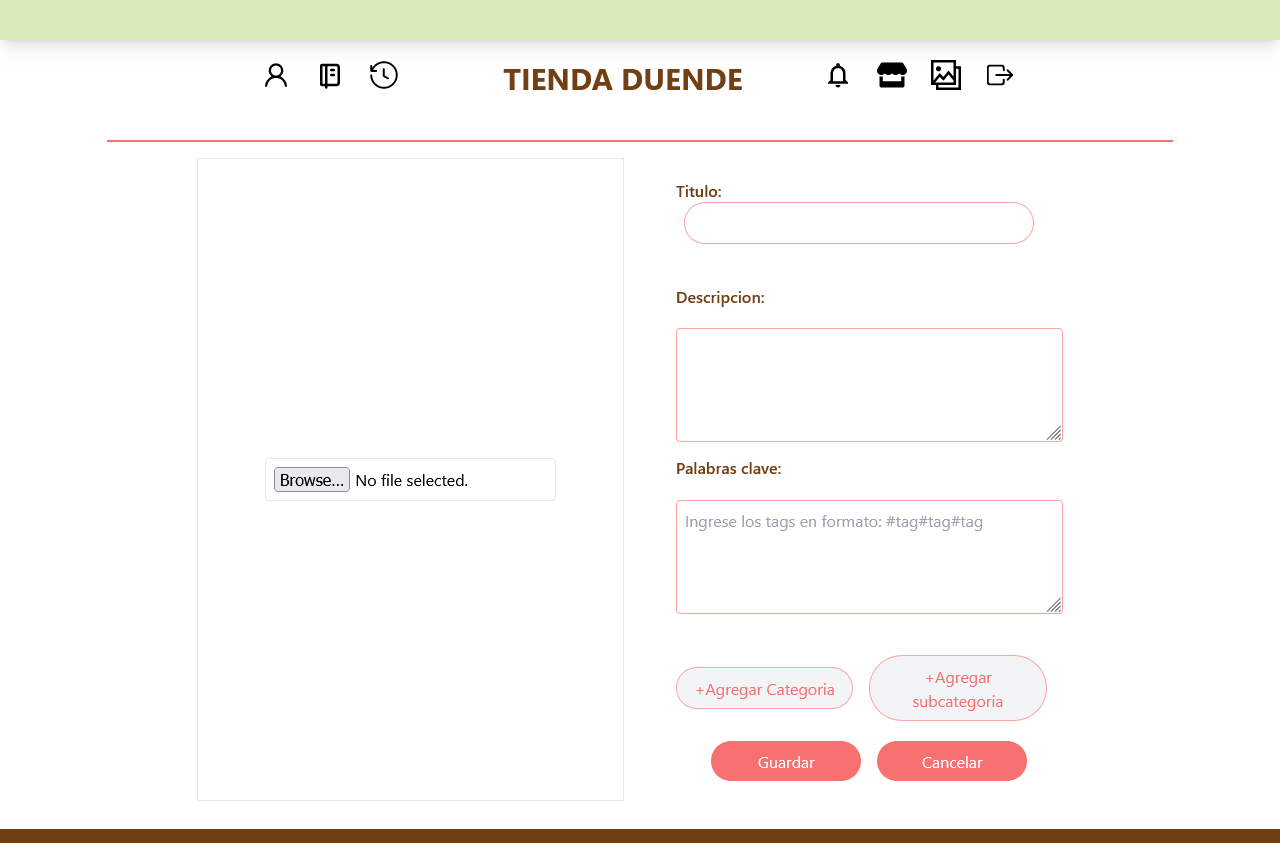 TIENDA DUENDE
Titulo:
Descripcion:
Browse... No file selected.
Palabras clave:
Ingrese los tags en formato: #tag#tag#tag
+Agregar Categoria
+Agregar
subcategoria
Guardar
Cancelar